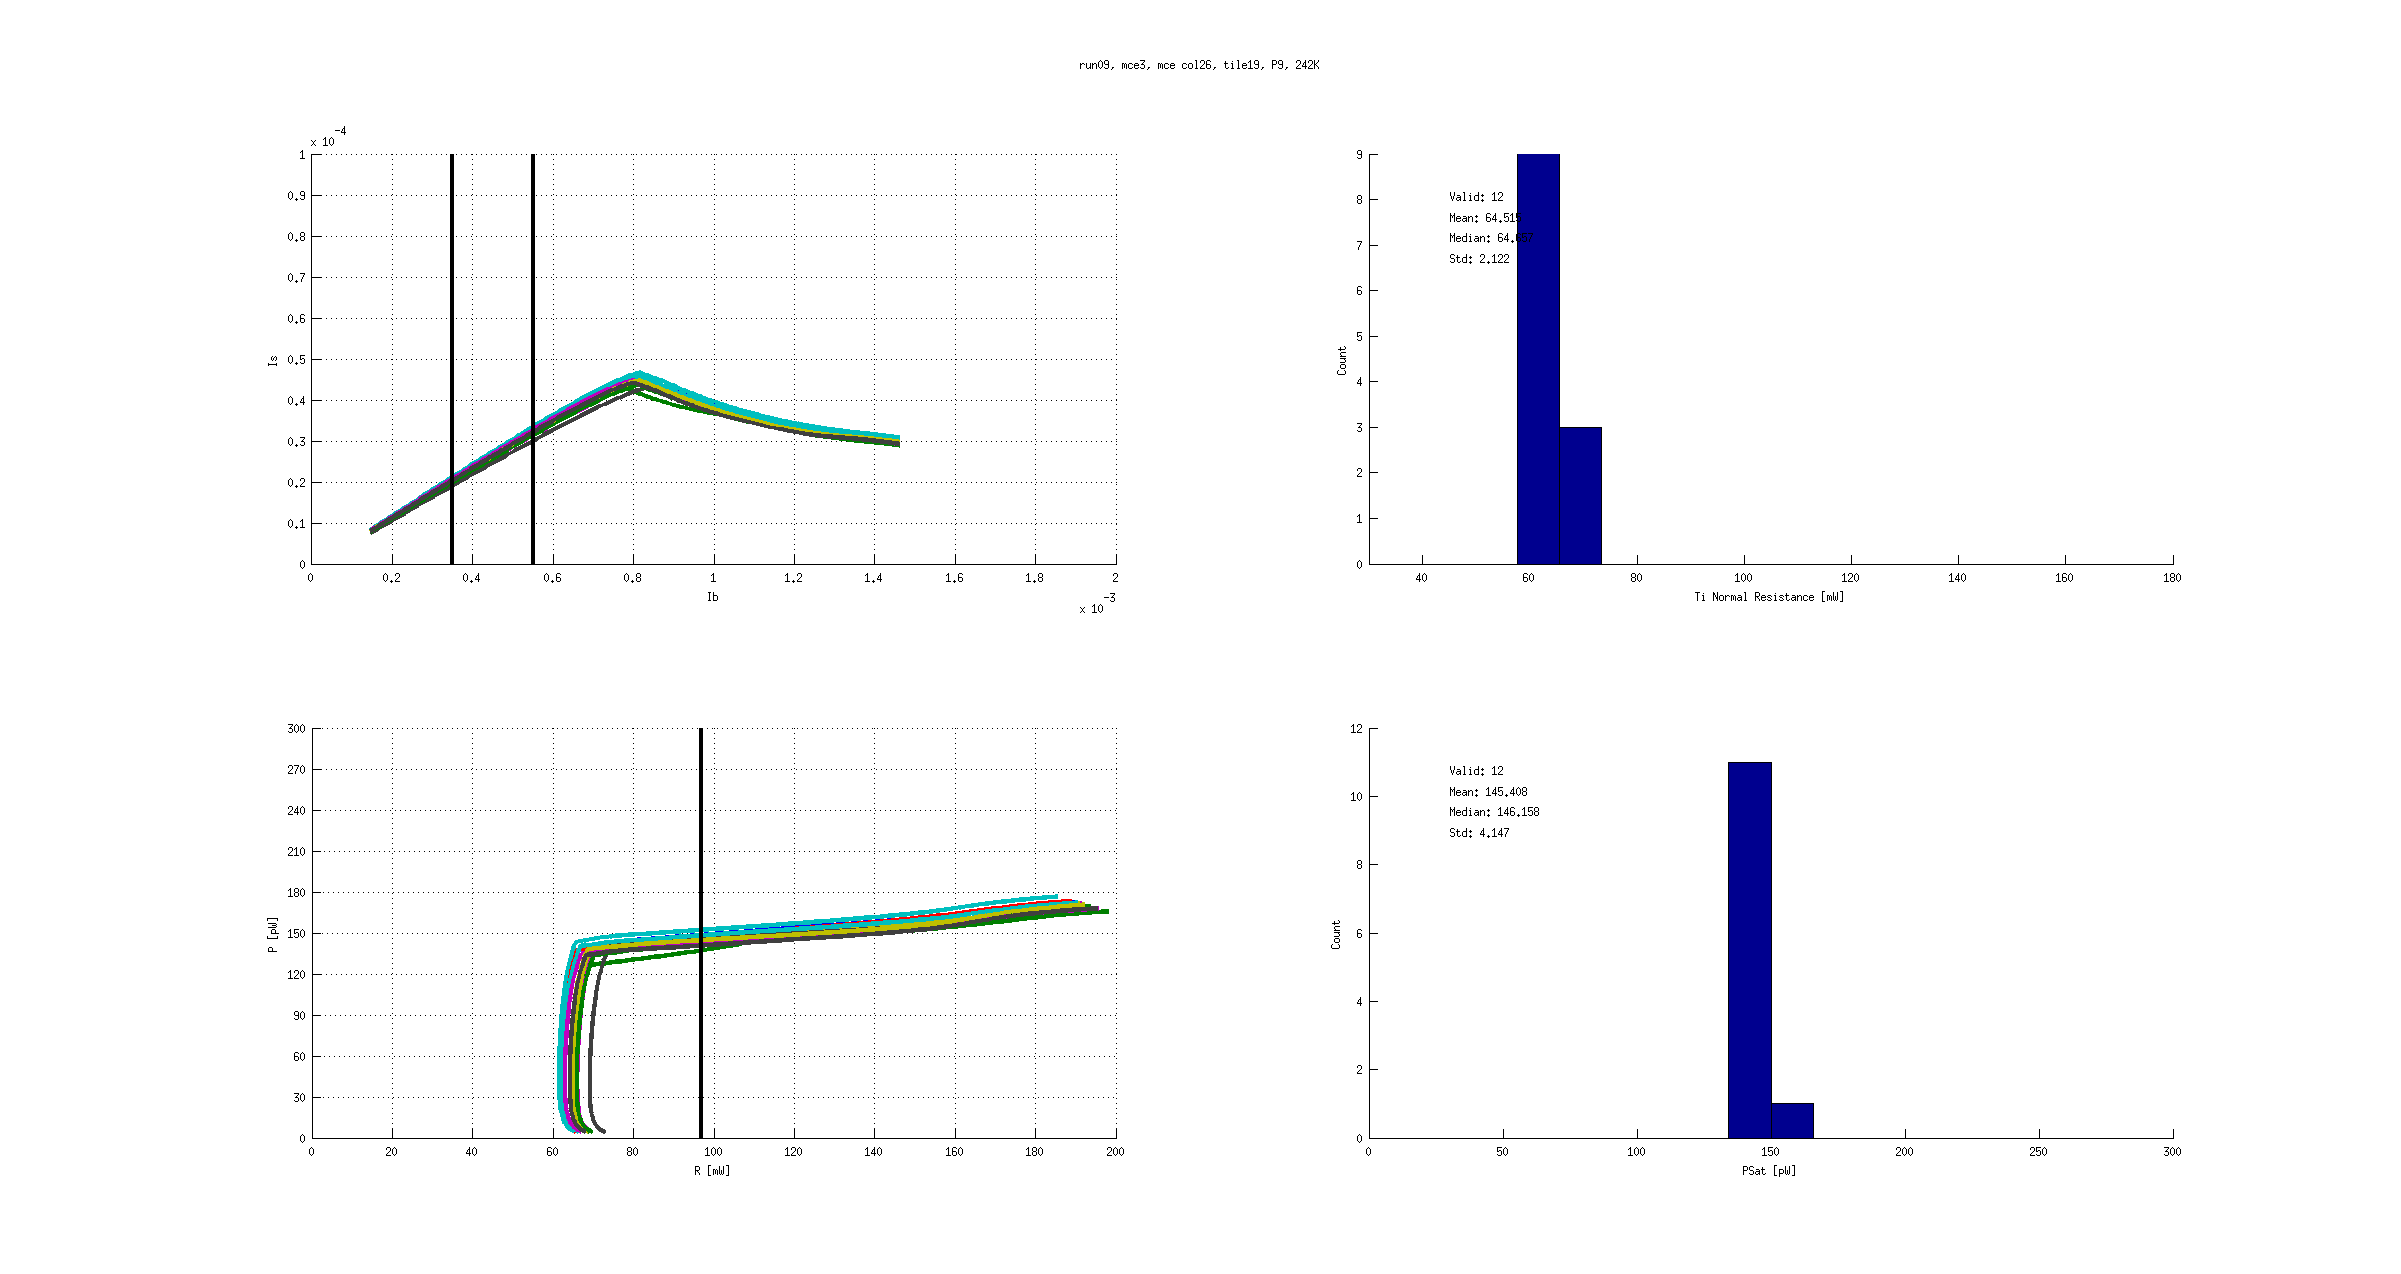 run09, mce3, mce col26, tile19, P9, 242K
x 10^-4
1
0.9
0.8
0.7
0.6
0.5
0.4
0.3
0.2
0.1
0
Is
0 0.2 0.4 0.6 0.8 1 1.2 1.4 1.6 1.8 2
Ib
x 10^-3
9
8
7
6
5
4
3
2
1
0
Count
Valid: 12
Mean: 64.515
Median:
Std: 2.122
40 60 80 100 120 140 160 180
Ti Normal Resistance [mW]
300
270
240
210
180
150
120
90
60
30
0
P [pW]
0 20 40 60 80 100 120 140 160 180 200
R [mW]
12
10
8
6
4
2
0
Count
Valid: 12
Mean: 145.408
Median: 146.158
Std: 4.147
0 50 100 150 200 250 300
PSat [pW]